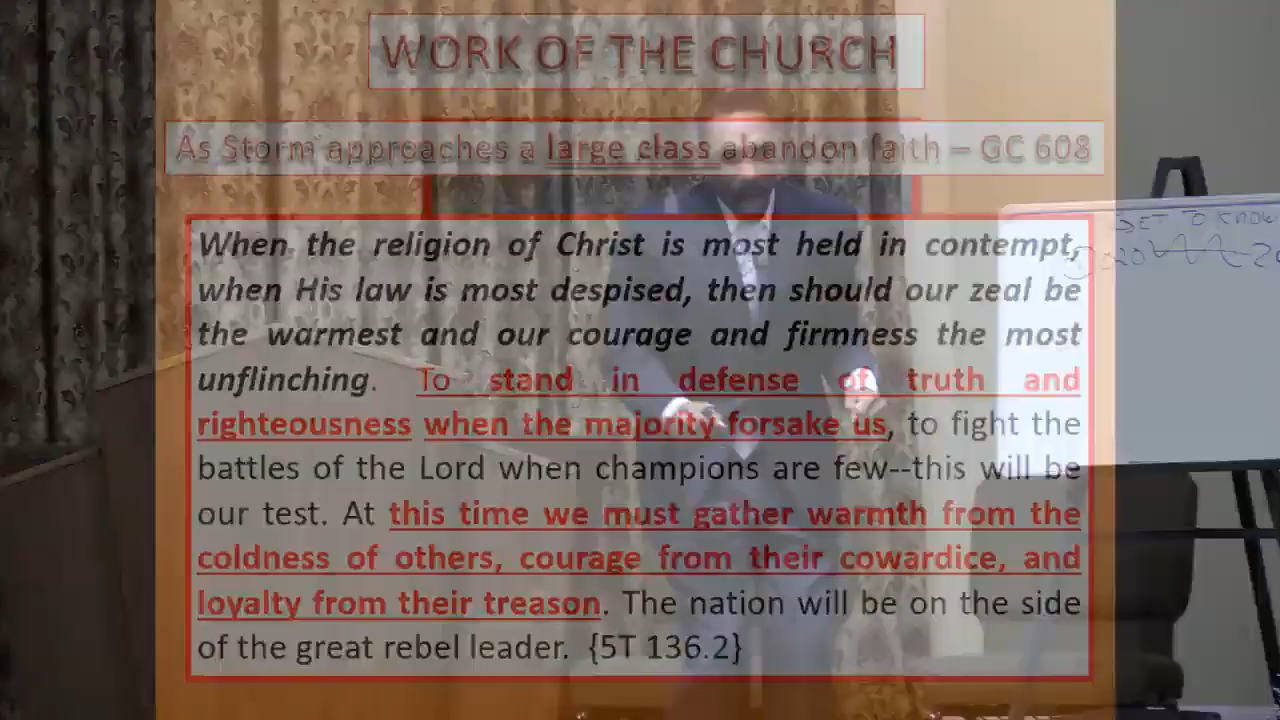 WORK OF THE CHURCH
As Storm approaches a large class abandon faith – GC 608
When the religion of Christ is most held in contempt,
when His law is most despised, then should our zeal be
the warmest and our courage and firmness the most
unflinching. To stand in defense of truth and
righteousness when the majority forsake us, to fight the
battles of the Lord when champions are few--this will be
our test. At this time we must gather warmth from the
coldness of others, courage from their cowardice, and
loyalty from their treason. The nation will be on the side
of the great rebel leader. {5T 136.2}
TO KNOW